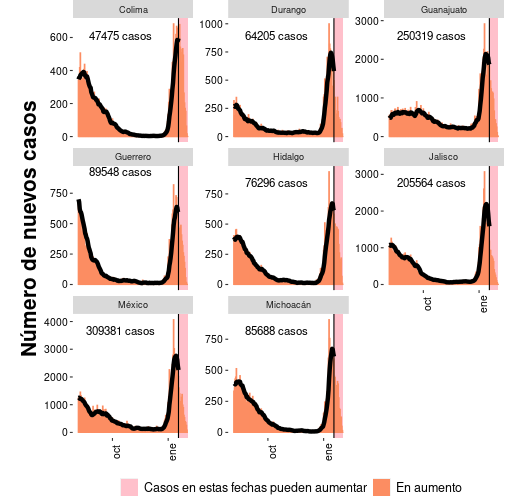 Número de nuevos casos
Colima
47475 casos
600
400
200
0
Durango
64205 casos
1000
750
500
250
0
Guanajuato
250319 casos
3000
2000
1000
0
Guerrero
89548 casos
750
500
250
0
Hidalgo
76296 casos
750
500
250
0
Jalisco
205564 casos
3000
2000
1000
0
oct
ene
México
309381 casos
4000
3000
2000
1000
0
oct
ene
Michoacán
85688 casos
750
500
250
0
oct
ene
Casos en estas fechas pueden aumentar
En aumento